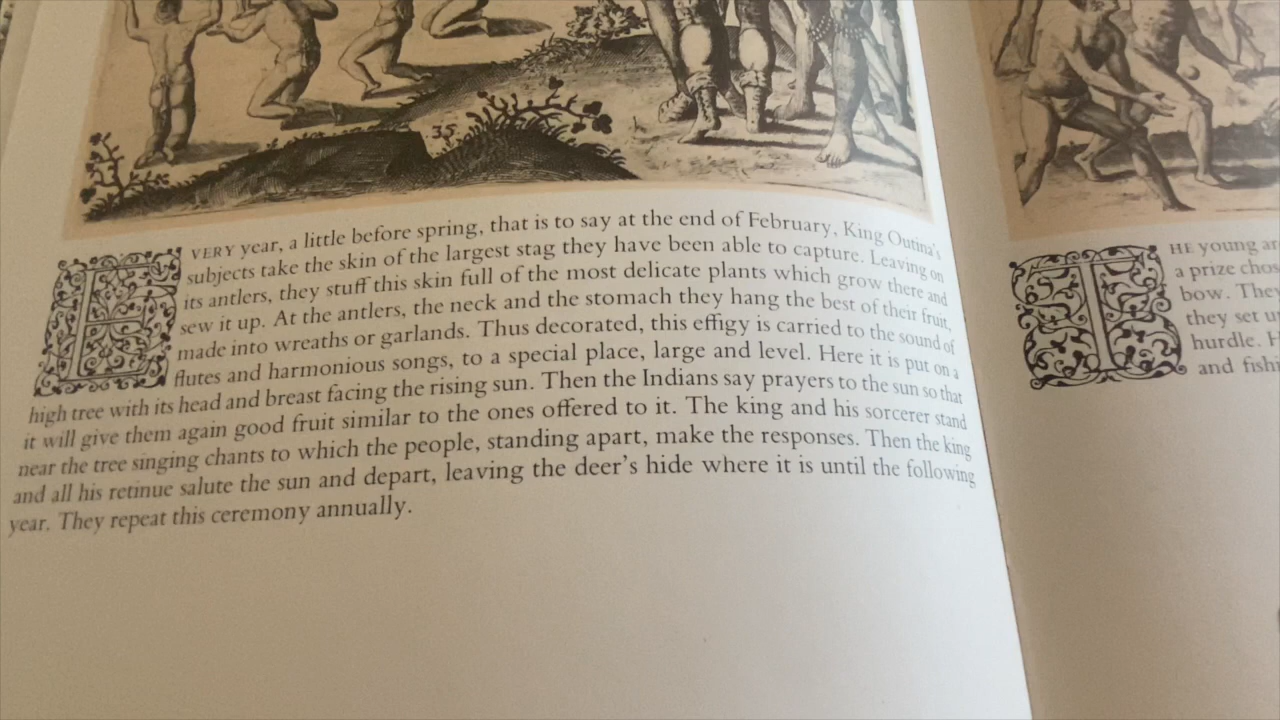 35
EVERY year, a little before spring, that is to say at the end of February, King Outina's
subjects take the skin of the largest stag they have been able to capture. Leaving on
its antlers, they stuff this skin full of the most delicate plants which grow there and
sew it up. At the antlers, the neck and the stomach they hang the best of their fruit,
made into wreaths or garlands. Thus decorated, this effigy is carried to the sound of
flutes and harmonious songs, to a special place, large and level. Here it is put on a
high tree with its head and breast facing the rising sun. Then the Indians say prayers to the sun so that
it will give them again good fruit similar to the ones offered to it. The king and his sorcerer stand
near the tree singing chants to which the people, standing apart, make the responses. Then the king
and all his retinue salute the sun and depart, leaving the deer's hide where it is until the following
year. They repeat this ceremony annually.
THE young
a prize
bow. They
they set
hurdle.
and